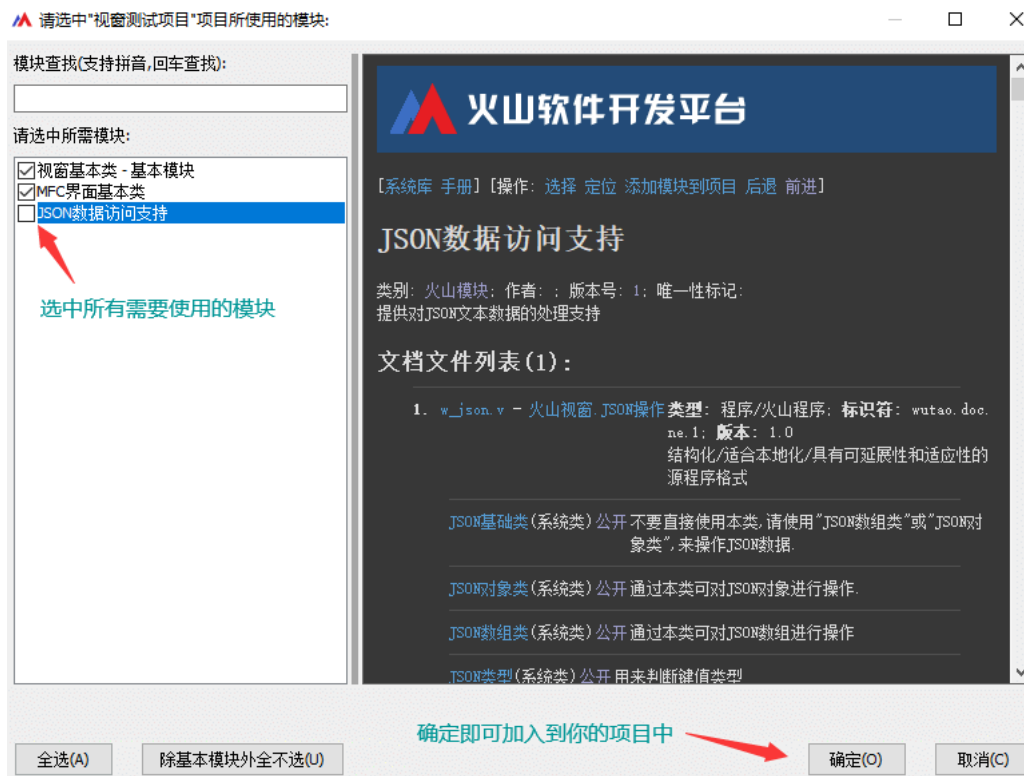 请选中"视窗测试项目"项目所使用的模块:
模块查找(支持拼音,回车查找):
请选中所需模块:
视窗基本类 - 基本模块
MFC界面基本类
JSON数据访问支持
选中所有需要使用的模块
火山软件开发平台
[系统库 手册] [操作: 选择 定位 添加模块到项目 后退 前进]
JSON数据访问支持
类别: 火山模块; 作者: ; 版本号: 1; 唯一性标记:
提供对JSON文本数据的处理支持
文档文件列表(1):
1. w_json.v - 火山视窗.JSON操作 类型: 程序/火山程序; 标识符: wutao.doc.
ne.1; 版本: 1.0
结构化/适合本地化/具有可延展性和适应性的
源程序格式
JSON基础类(系统类) 公开 不要直接使用本类,请使用"JSON数组类"或"JSON对
象类",来操作JSON数据.
JSON对象类(系统类) 公开 通过本类可对JSON对象进行操作.
JSON数组类(系统类) 公开 通过本类可对JSON数组进行操作
JSON类型(系统类) 公开 用来判断键值类型
确定即可加入到你的项目中
全选(A)
除基本模块外全不选(U)
确定(O)
取消(C)